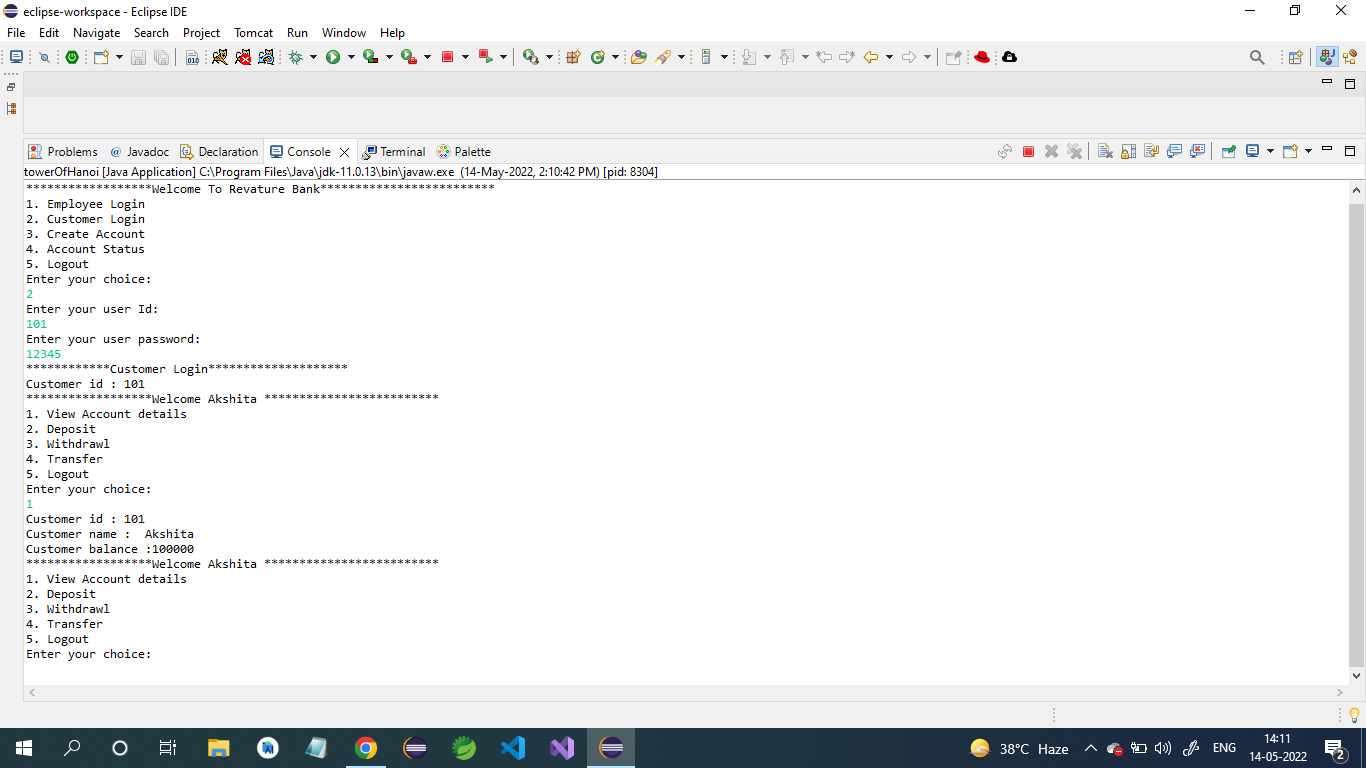 eclipse-workspace - Eclipse IDE
File Edit Navigate Search Project Tomcat Run Window Help
Problems @ Javadoc Declaration Console Terminal Palette
towerOfHanoi [Java Application] C:\Program Files\Java\jdk-11.0.13\bin\javaw.exe (14-May-2022, 2:10:42 PM) [pid: 8304]
******************Welcome To Revature Bank*************************
1. Employee Login
2. Customer Login
3. Create Account
4. Account Status
5. Logout
Enter your choice:
2
Enter your user Id:
101
Enter your user password:
12345
************Customer Login********************
Customer id : 101
******************Welcome Akshita *************************
1. View Account details
2. Deposit
3. Withdrawl
4. Transfer
5. Logout
Enter your choice:
1
Customer id : 101
Customer name :  Akshita
Customer balance :100000
******************Welcome Akshita *************************
1. View Account details
2. Deposit
3. Withdrawl
4. Transfer
5. Logout
Enter your choice:
38°C Haze
ENG
14:11
14-05-2022
2